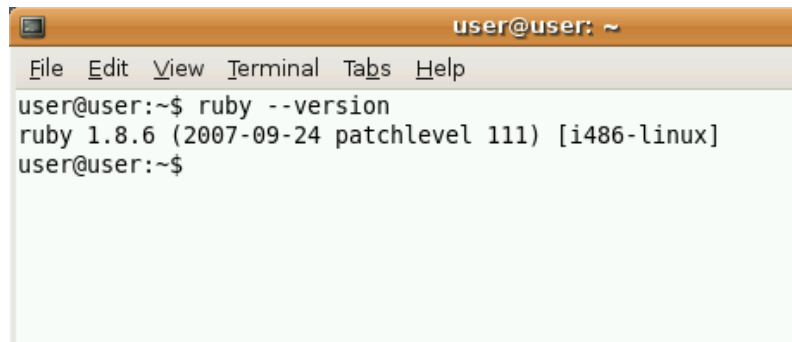 user@user: ~
File Edit View Terminal Tabs Help
user@user:~$ ruby --version
ruby 1.8.6 (2007-09-24 patchlevel 111) [i486-linux]
user@user:~$